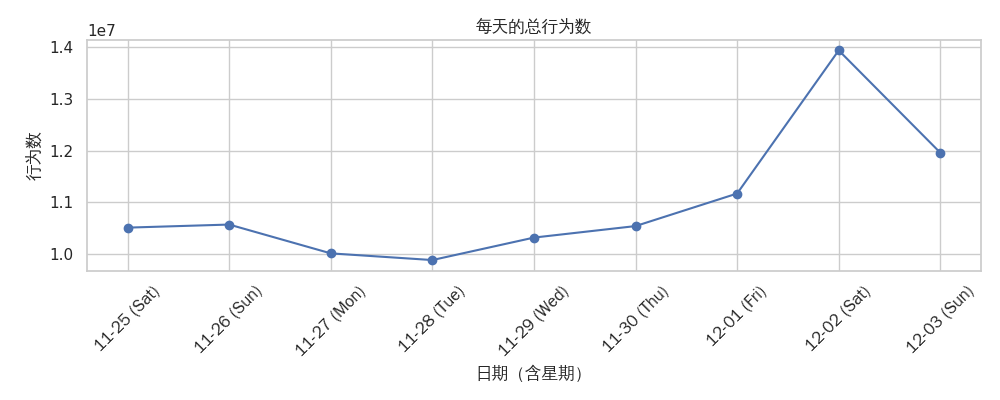 每天的总行为数
1e7
1.4
1.3
1.2
1.1
1.0
行为数
11-25 (Sat)
11-26 (Sun)
11-27 (Mon)
11-28 (Tue)
11-29 (Wed)
11-30 (Thu)
12-01 (Fri)
12-02 (Sat)
12-03 (Sun)
日期（含星期）